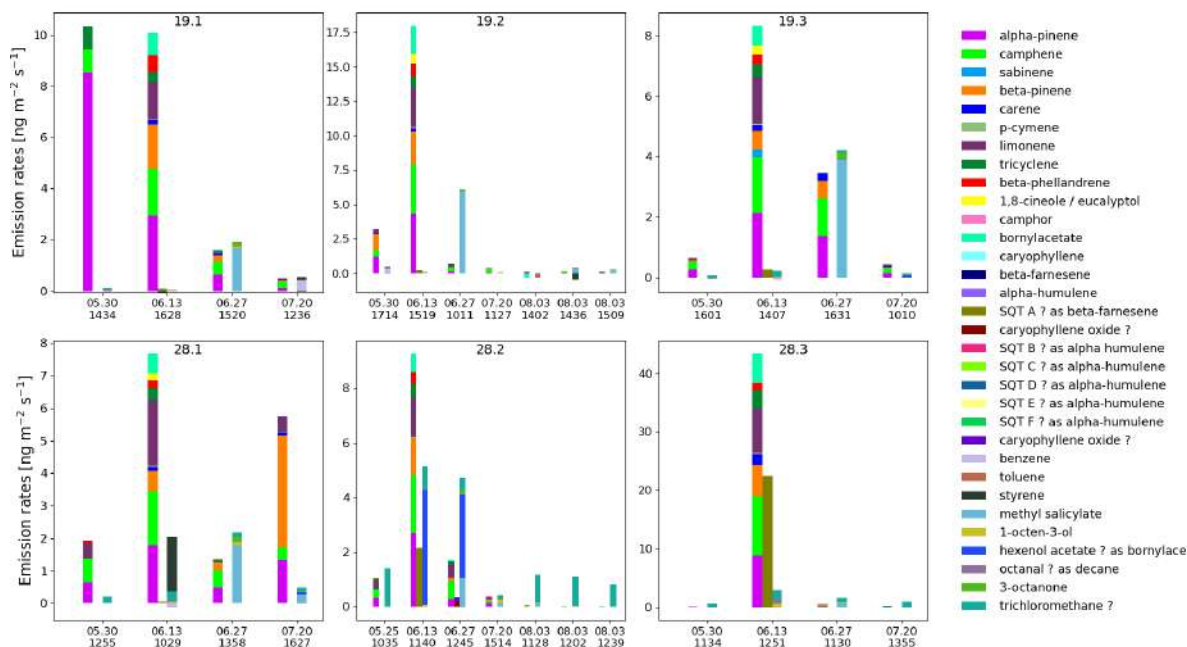 19.1
19.2
19.3
Emission rates [ng m⁻² s⁻¹]
10
8
6
4
2
0
05.30 06.13 06.27 07.20
1434 1628 1520 1236
17.5
15.0
12.5
10.0
7.5
5.0
2.5
0.0
05.30 06.13 06.27 07.20 08.03 08.03 08.03
1714 1519 1011 1127 1402 1436 1509
8
6
4
2
0
05.30 06.13 06.27 07.20
1601 1407 1631 1010
28.1
28.2
28.3
Emission rates [ng m⁻² s⁻¹]
8
7
6
5
4
3
2
1
0
05.30 06.13 06.27 07.20
1255 1029 1358 1627
8
6
4
2
0
05.25 06.13 06.27 07.20 08.03 08.03 08.03
1035 1140 1245 1514 1128 1202 1239
40
30
20
10
0
05.30 06.13 06.27 07.20
1134 1251 1130 1355
alpha-pinene
camphene
sabinene
beta-pinene
carene
p-cymene
limonene
tricyclene
beta-phellandrene
1,8-cineole / eucalyptol
camphor
bornylacetate
caryophyllene
beta-farnesene
alpha-humulene
SQT A ? as beta-farnesene
caryophyllene oxide ?
SQT B ? as alpha humulene
SQT C ? as alpha-humulene
SQT D ? as alpha-humulene
SQT E ? as alpha-humulene
SQT F ? as alpha-humulene
caryophyllene oxide ?
benzene
toluene
styrene
methyl salicylate
1-octen-3-ol
hexenol acetate ? as bornylace
octanal ? as decane
3-octanone
trichloromethane ?